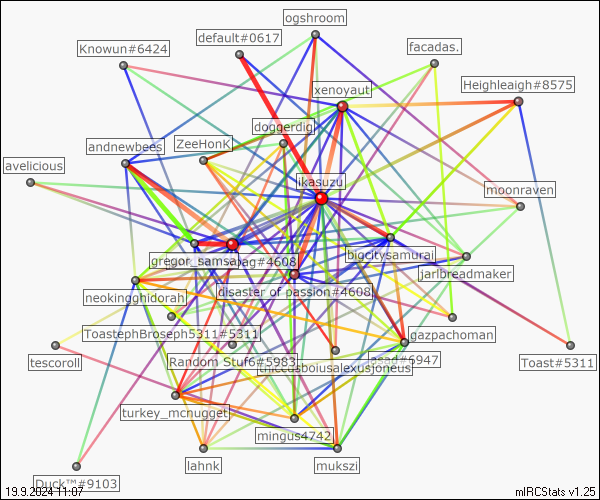 ogshroom
default#0617
Knowun#6424
facadas.
Heighleaigh#8575
xenoyaut
doggerdig
ZeeHonK
andnewbees
avelicious
ikasuzu
moonraven
bigcitysamurai
gregor_samsa
bag#4608
jarlbreadmaker
disaster of passion#4608
neokingghidorah
ToastephBroseph5311#5311
gazpachoman
tescoroll
Random Stuf6#5983
thiccusboiusalexusjoneus
asad#6947
Toast#5311
turkey_mcnugget
mingus4742
lahnk
mukszi
Duck™#9103
19.9.2024 11:07
mIRCStats v1.25